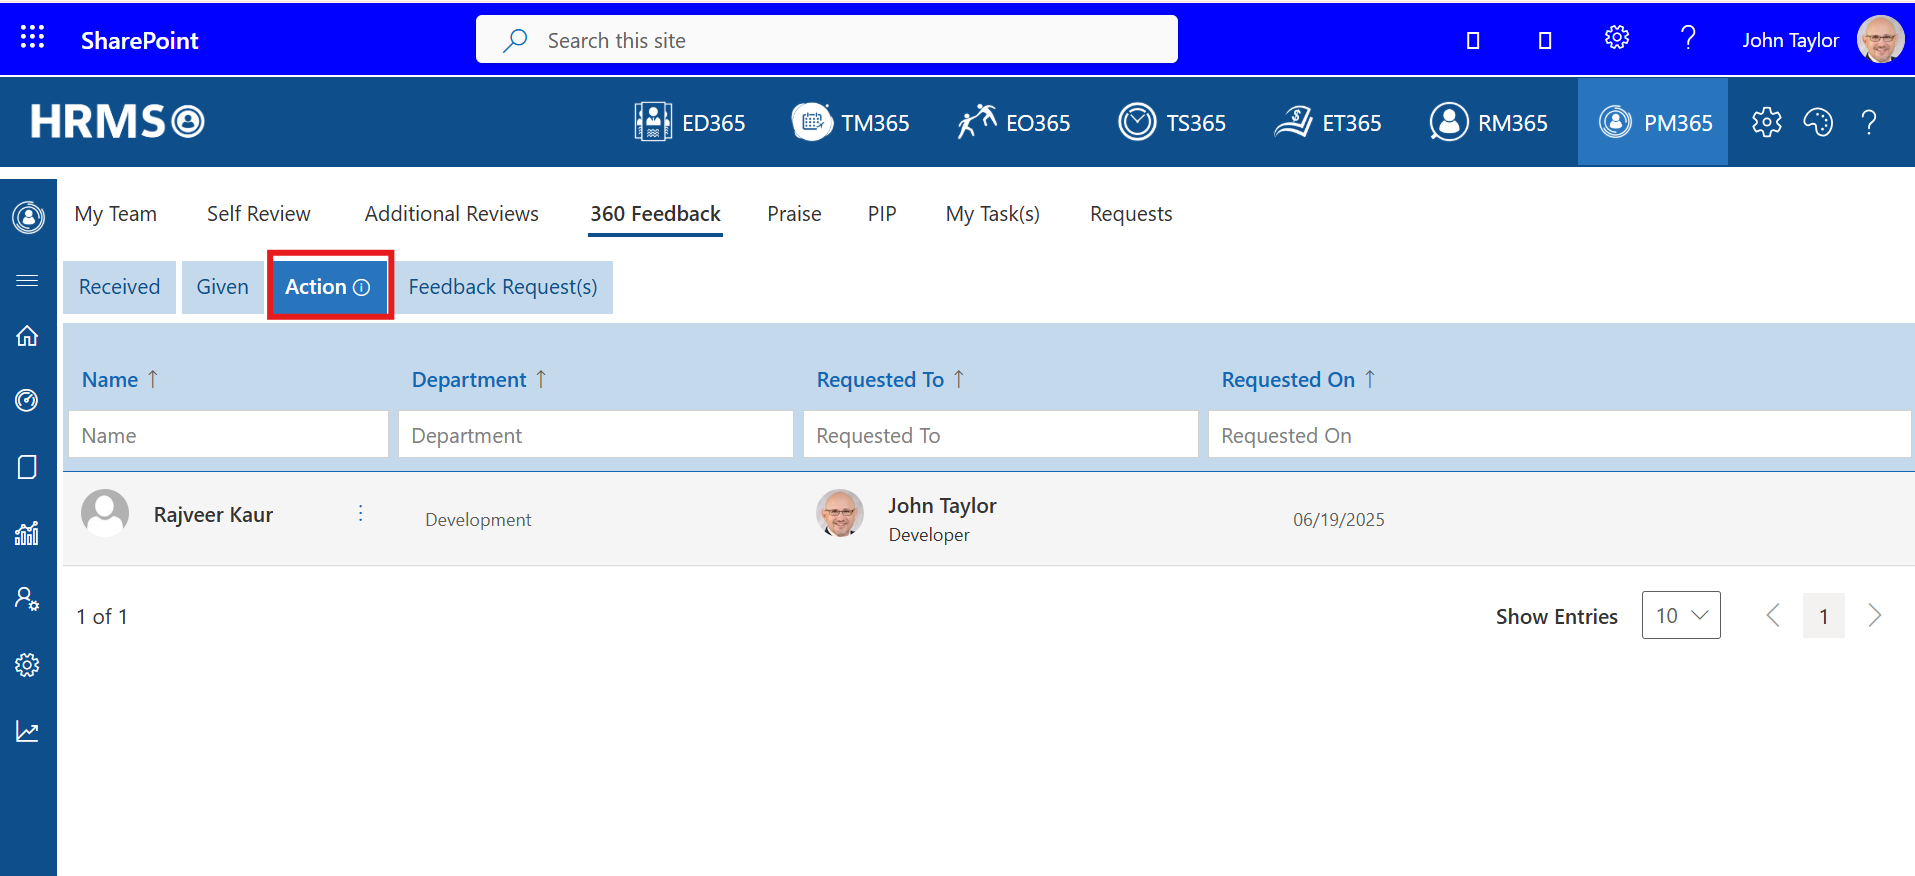 SharePoint
Search this site
John Taylor
HRMS
ED365
TM365
EO365
TS365
ET365
RM365
PM365
My Team
Self Review
Additional Reviews
360 Feedback
Praise
PIP
My Task(s)
Requests
Received
Given
Action
Feedback Request(s)
Name ↑
Department ↑
Requested To ↑
Requested On ↑
Name
Department
Requested To
Requested On
Rajveer Kaur
Development
John Taylor
Developer
06/19/2025
1 of 1
Show Entries
10
1